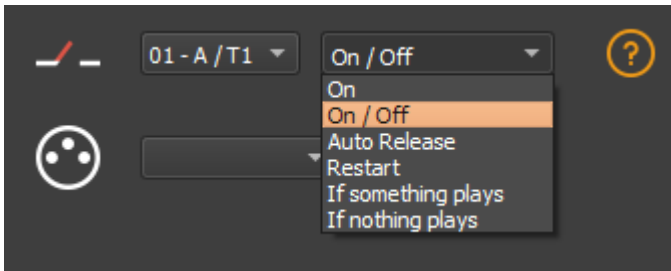 01 - A / T1
On / Off
?
On
On / Off
Auto Release
Restart
If something plays
If nothing plays